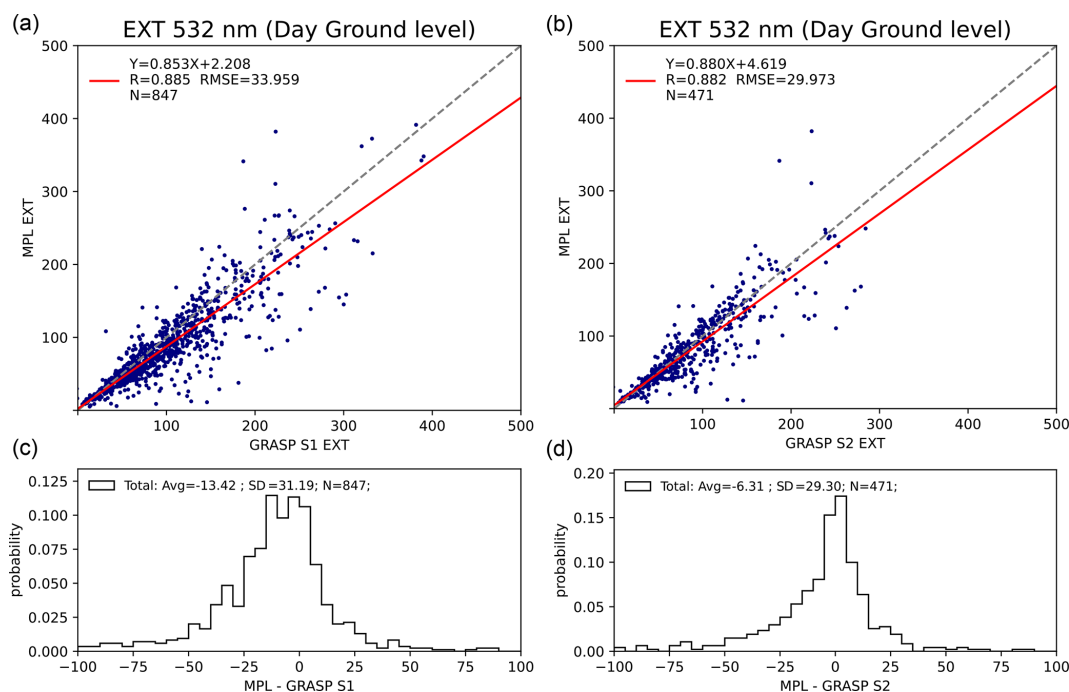 (a)
EXT 532 nm (Day Ground level)
Y=0.853X+2.208
R=0.885 RMSE=33.959
N=847
500
400
300
200
100
MPL EXT
100
200
300
400
500
GRASP S1 EXT
(b)
EXT 532 nm (Day Ground level)
Y=0.880X+4.619
R=0.882 RMSE=29.973
N=471
500
400
300
200
100
MPL EXT
100
200
300
400
500
GRASP S2 EXT
(c)
Total: Avg=-13.42 ; SD=31.19; N=847;
0.125
0.100
0.075
0.050
0.025
0.000
probability
−100
−75
−50
−25
0
25
50
75
100
MPL - GRASP S1
(d)
Total: Avg=-6.31 ; SD=29.30; N=471;
0.20
0.15
0.10
0.05
0.00
probability
−100
−75
−50
−25
0
25
50
75
100
MPL - GRASP S2